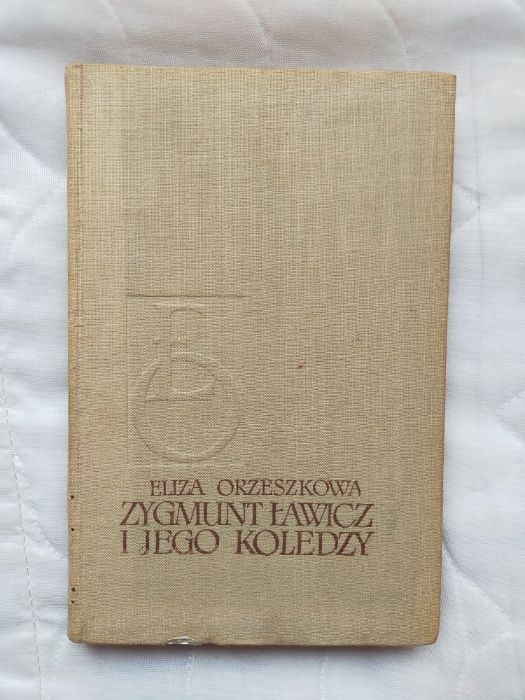 ELIZA ORZESZKOWA
ZYGMUNT ŁAWICZ
I JEGO KOLEDZY